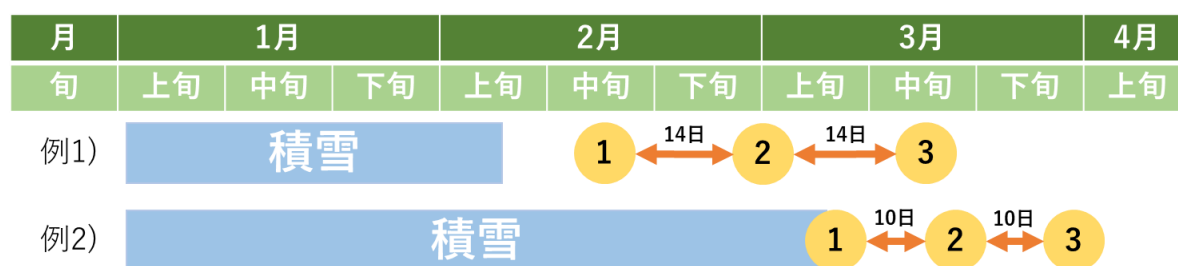 月 1月 2月 3月 4月
旬 上旬 中旬 下旬 上旬 中旬 下旬 上旬 中旬 下旬 上旬
例1) 積雪 1 14日 2 14日 3
例2) 積雪 1 10日 2 10日 3